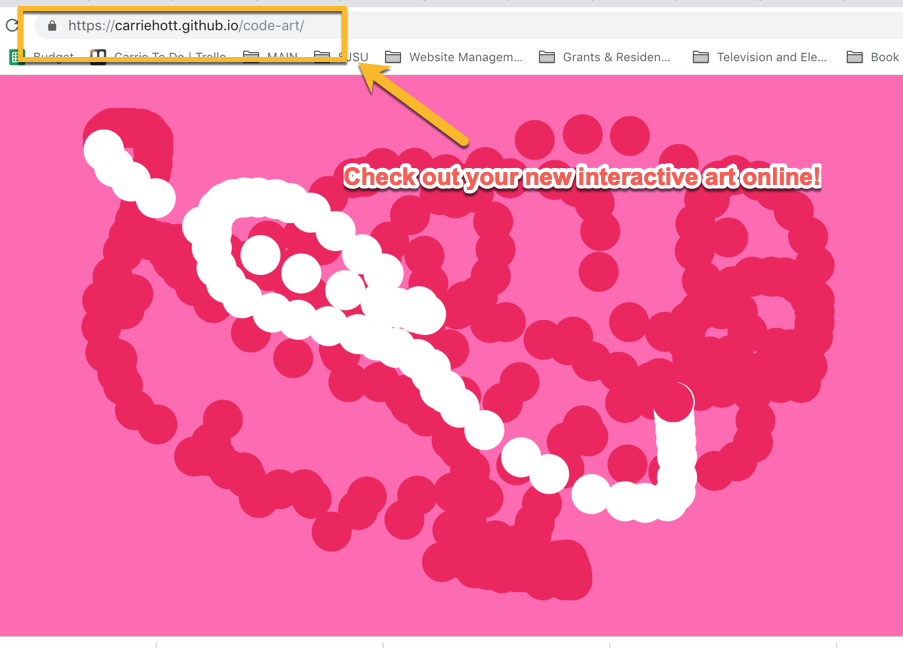 https://carriehott.github.io/code-art/
Budget Carrie To Do | Trello MAIN SJSU Website Managem... Grants & Residen... Television and Ele... Book
Check out your new interactive art online!